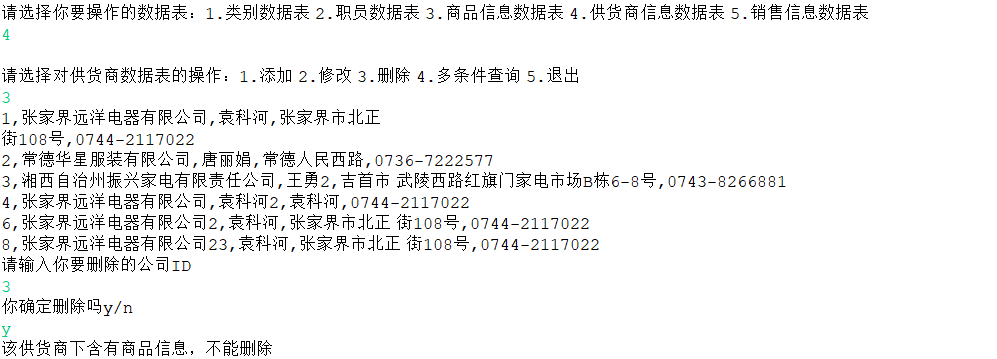 请选择你要操作的数据表：1.类别数据表 2.职员数据表 3.商品信息数据表 4.供货商信息数据表 5.销售信息数据表
4
请选择对供货商数据表的操作：1.添加 2.修改 3.删除 4.多条件查询 5.退出
3
1,张家界远洋电器有限公司,袁科河,张家界市北正
街108号,0744-2117022
2,常德华星服装有限公司,唐丽娟,常德人民西路,0736-7222577
3,湘西自治州振兴家电有限责任公司,王勇2,吉首市 武陵西路红旗门家电市场B栋6-8号,0743-8266881
4,张家界远洋电器有限公司,袁科河2,袁科河,0744-2117022
6,张家界远洋电器有限公司2,袁科河,张家界市北正 街108号,0744-2117022
8,张家界远洋电器有限公司23,袁科河,张家界市北正 街108号,0744-2117022
请输入你要删除的公司ID
3
你确定删除吗y/n
y
该供货商下含有商品信息，不能删除